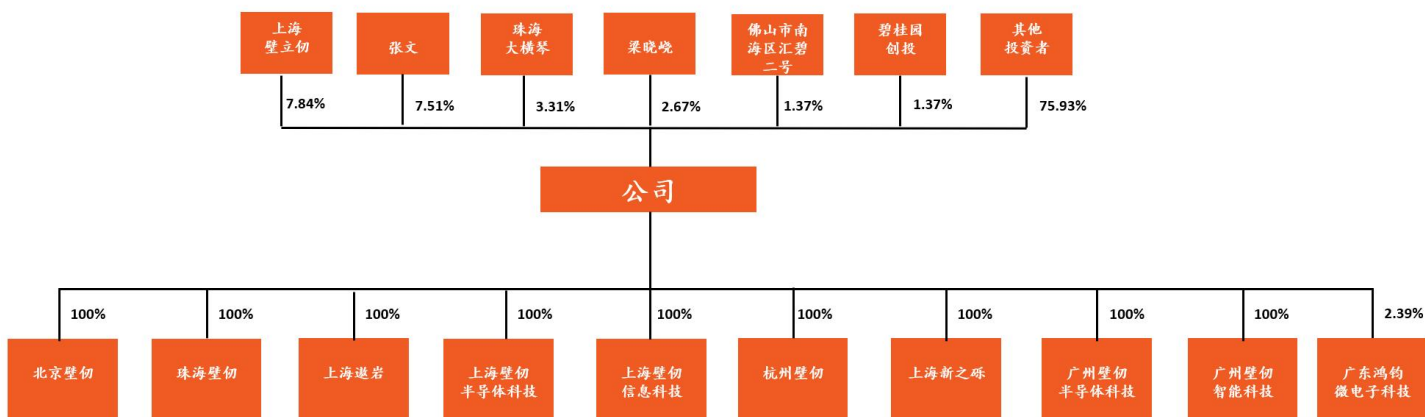 上海
壁立仞
张文
珠海
大横琴
梁晓峣
佛山市南
海区汇碧
二号
碧桂园
创投
其他
投资者
7.84%
7.51%
3.31%
2.67%
1.37%
1.37%
75.93%
公司
100%
100%
100%
100%
100%
100%
100%
100%
100%
2.39%
北京壁仞
珠海壁仞
上海遨岩
上海壁仞
半导体科技
上海壁仞
信息科技
杭州壁仞
上海新之砾
广州壁仞
半导体科技
广州壁仞
智能科技
广东鸿钧
微电子科技